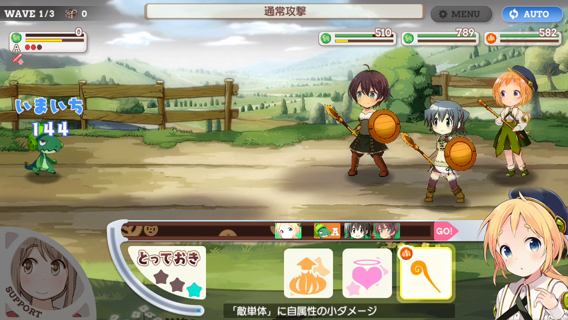 WAVE 1/3
0
通常攻撃
MENU
AUTO
0
A
510
789
582
いまいち
144
GO!
とっておき
SUPPORT
「敵単体」に自属性の小ダメージ